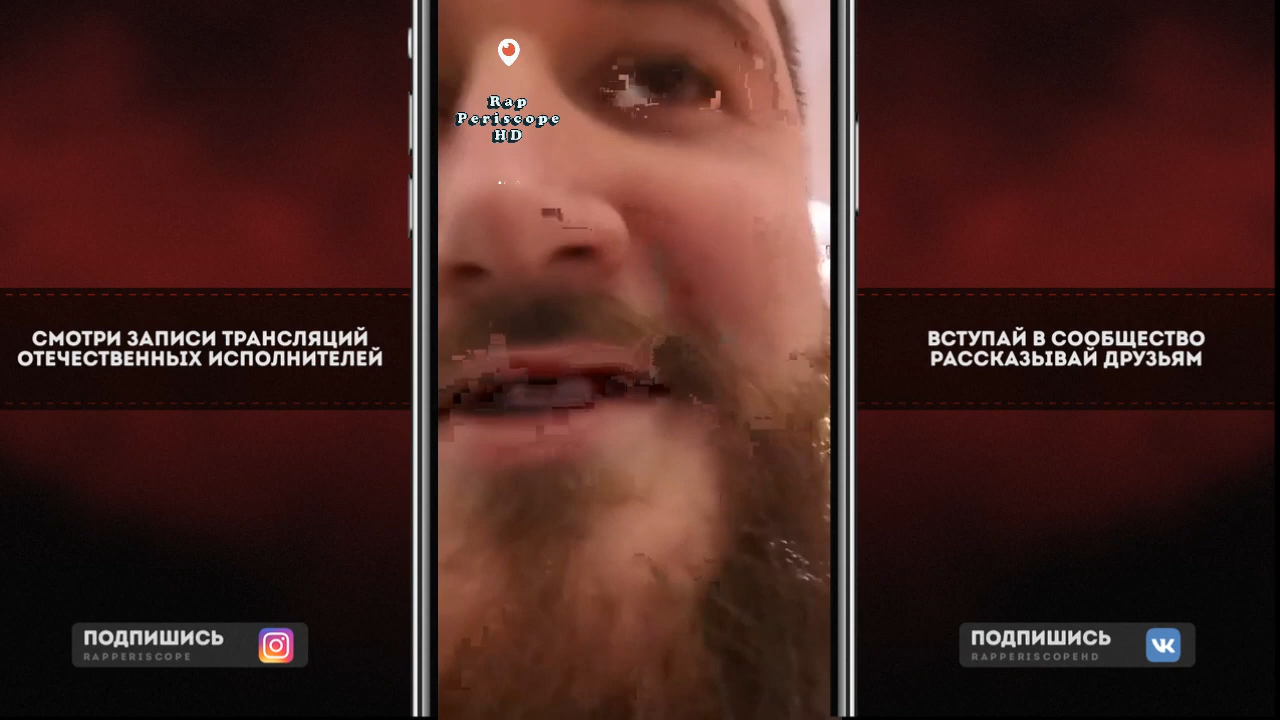 Rap
Periscope
HD
СМОТРИ ЗАПИСИ ТРАНСЛЯЦИЙ
ОТЕЧЕСТВЕННЫХ ИСПОЛНИТЕЛЕЙ
ВСТУПАЙ В СООБЩЕСТВО
РАССКАЗЫВАЙ ДРУЗЬЯМ
ПОДПИШИСЬ
RAPPERISCOPE
ПОДПИШИСЬ
RAPPERISCOPEHD